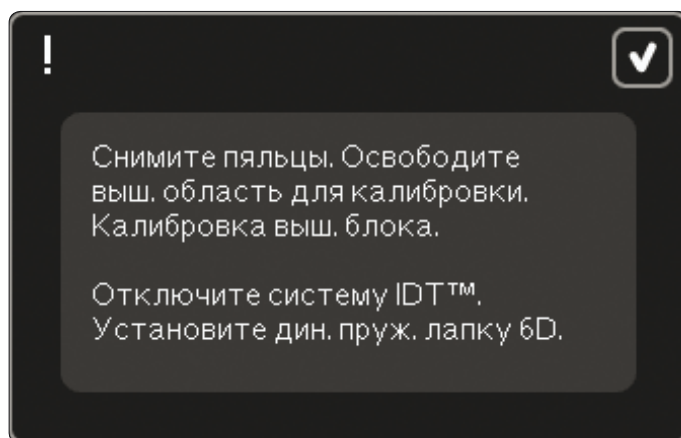 !
Снимите пяльцы. Освободите
выш. область для калибровки.
Калибровка выш. блока.
Отключите систему IDT™.
Установите дин. пруж. лапку 6D.